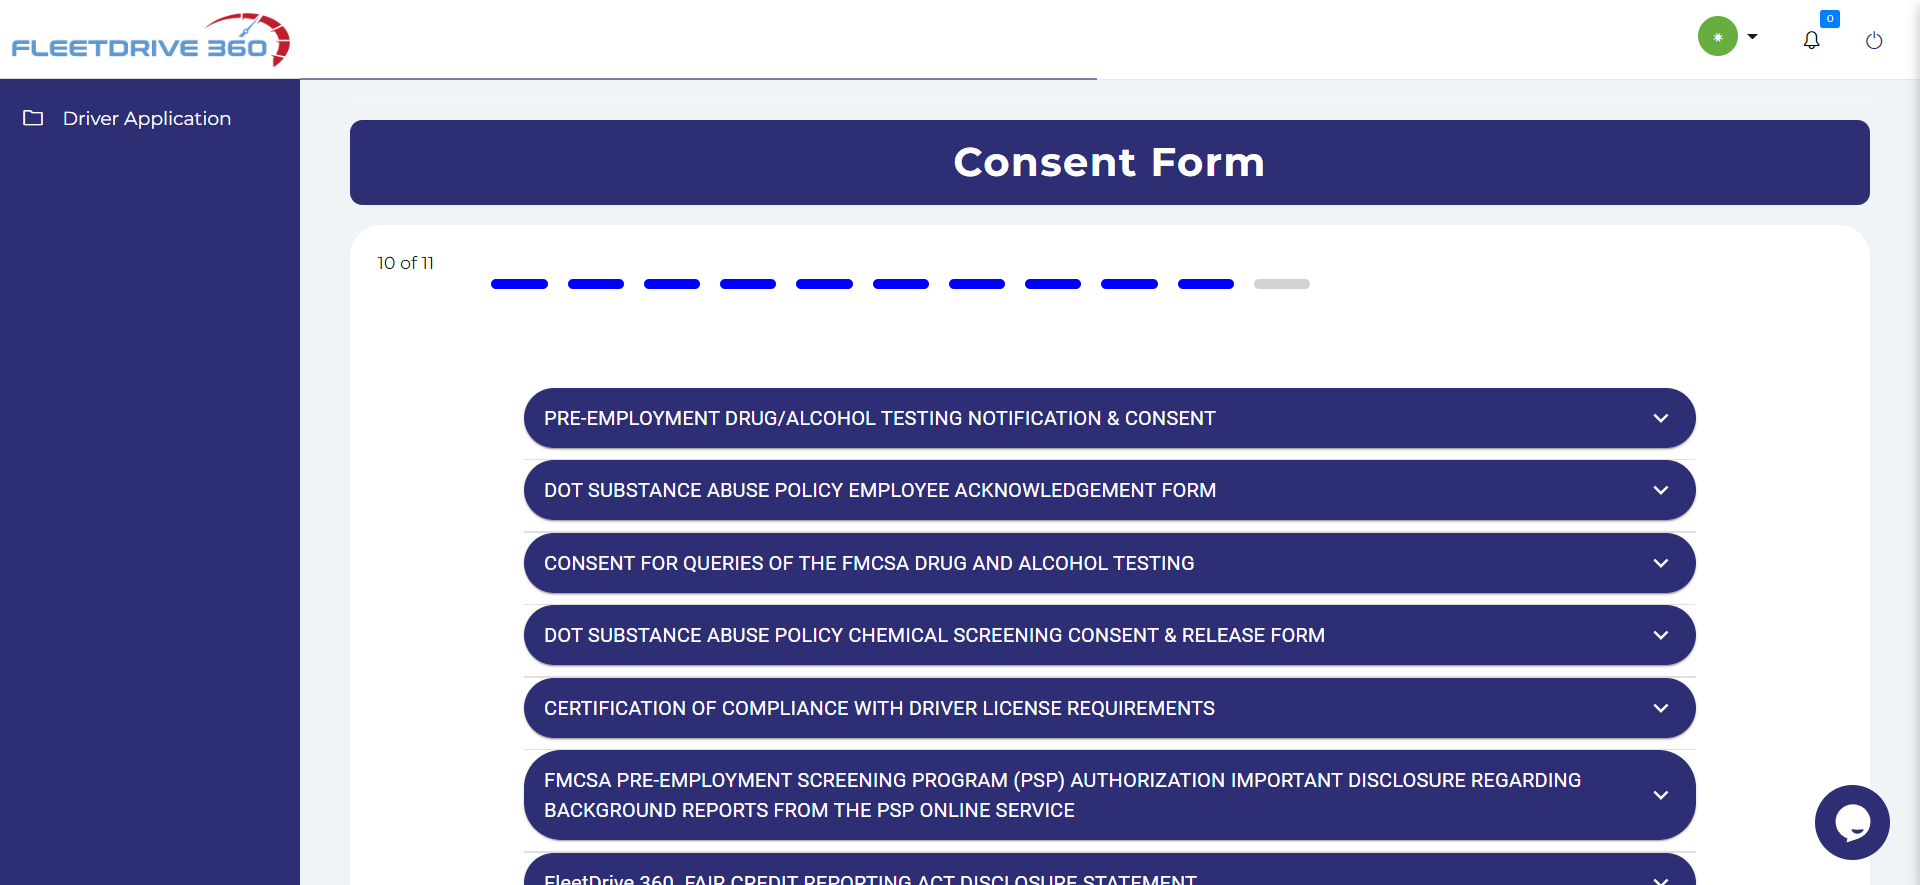 FLEETDRIVE 360
0
Driver Application
Consent Form
10 of 11
PRE-EMPLOYMENT DRUG/ALCOHOL TESTING NOTIFICATION & CONSENT
DOT SUBSTANCE ABUSE POLICY EMPLOYEE ACKNOWLEDGEMENT FORM
CONSENT FOR QUERIES OF THE FMCSA DRUG AND ALCOHOL TESTING
DOT SUBSTANCE ABUSE POLICY CHEMICAL SCREENING CONSENT & RELEASE FORM
CERTIFICATION OF COMPLIANCE WITH DRIVER LICENSE REQUIREMENTS
FMCSA PRE-EMPLOYMENT SCREENING PROGRAM (PSP) AUTHORIZATION IMPORTANT DISCLOSURE REGARDING
BACKGROUND REPORTS FROM THE PSP ONLINE SERVICE
FleetDrive 360 FAIR CREDIT REPORTING ACT DISCLOSURE STATEMENT